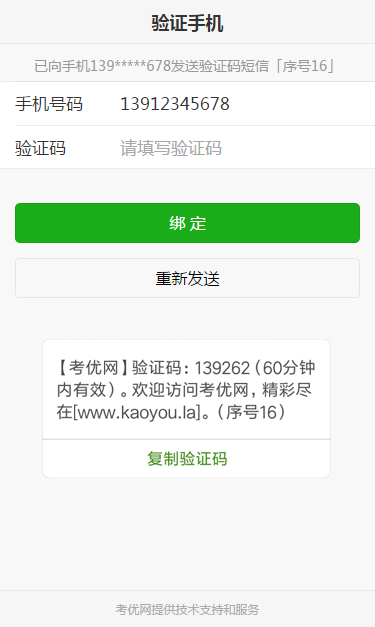 验证手机
已向手机139*****678发送验证码短信「序号16」
手机号码 13912345678
验证码 请填写验证码
绑 定
重新发送
【考优网】验证码：139262（60分钟
内有效）。欢迎访问考优网，精彩尽
在[www.kaoyou.la]。（序号16）
复制验证码
考优网提供技术支持和服务